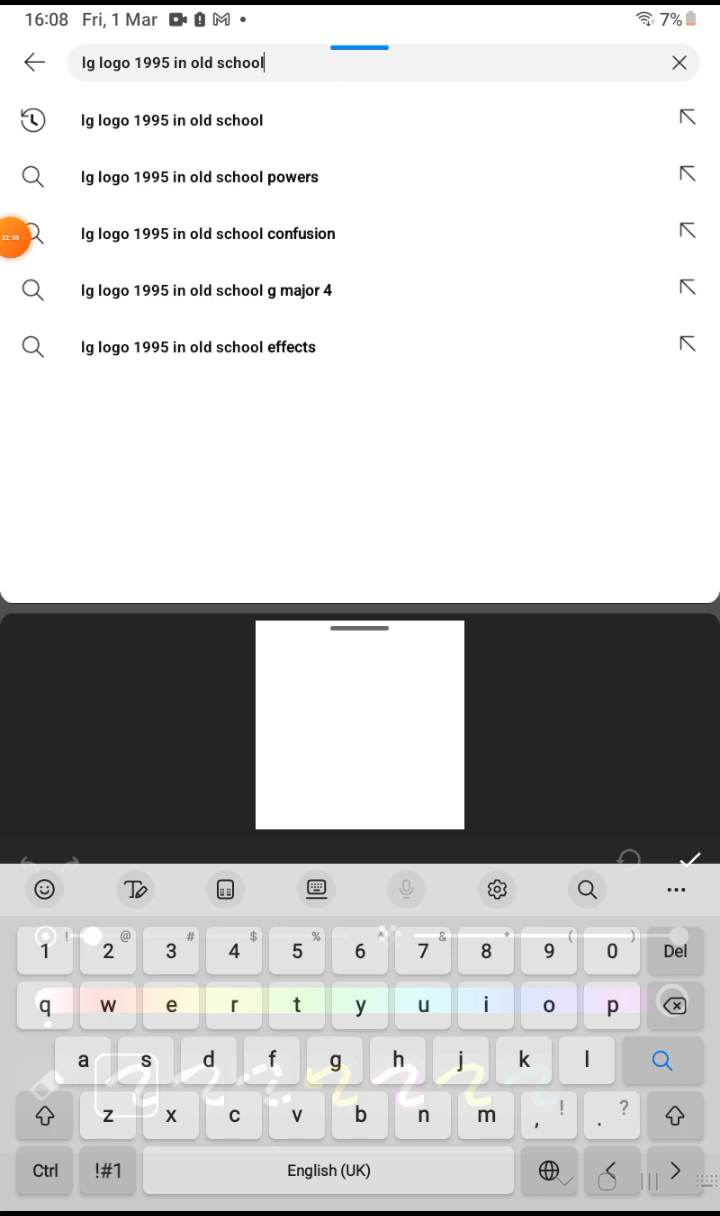 16:08 Fri, 1 Mar 7%
lg logo 1995 in old school
lg logo 1995 in old school
lg logo 1995 in old school powers
lg logo 1995 in old school confusion
22:50
lg logo 1995 in old school g major 4
lg logo 1995 in old school effects
! @ # $ % ^ & * ( )
1 2 3 4 5 6 7 8 9 0 Del
q w e r t y u i o p
a s d f g h j k l
z x c v b n m , ! . ?
Ctrl !#1 English (UK)